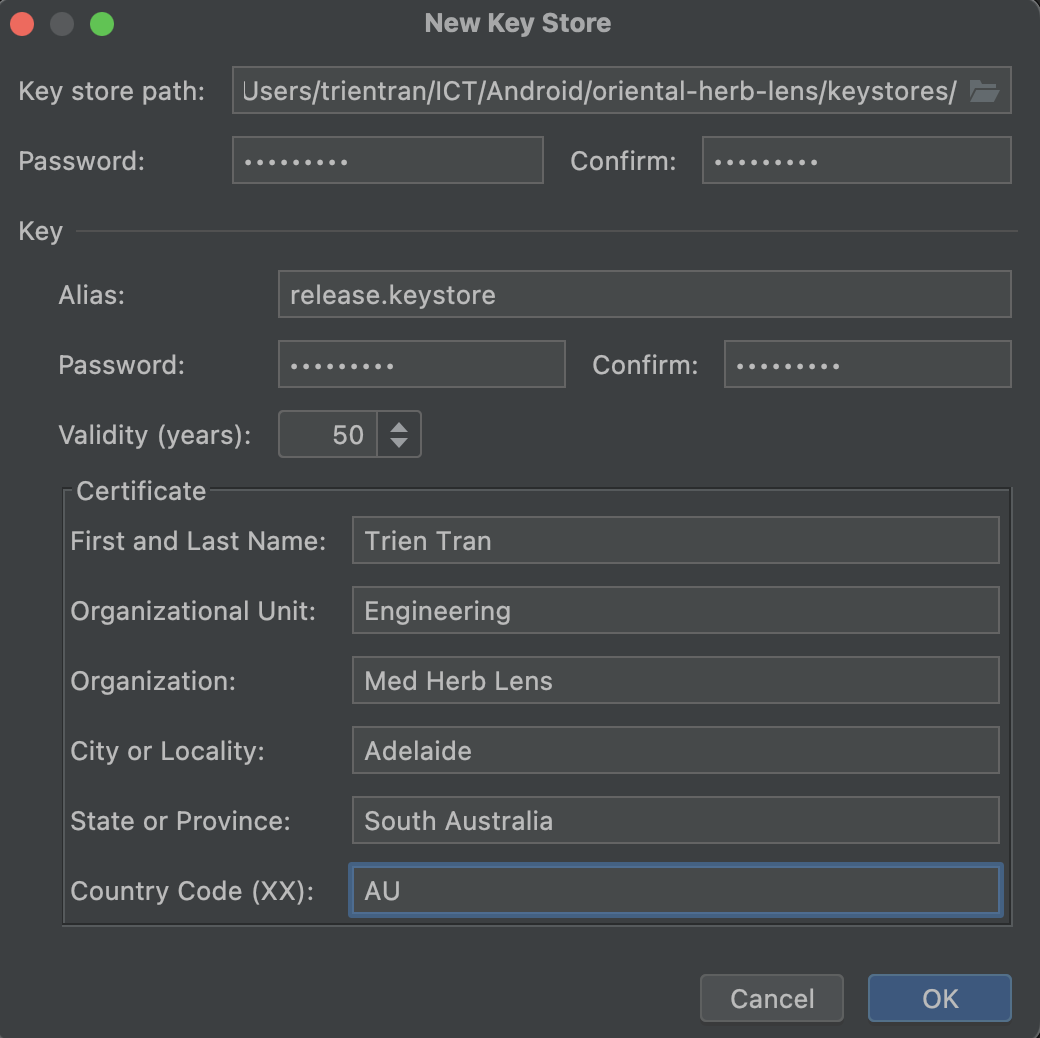 New Key Store
Key store path: Users/trientran/ICT/Android/oriental-herb-lens/keystores/
Password: ••••••••• Confirm: •••••••••
Key
Alias: release.keystore
Password: ••••••••• Confirm: •••••••••
Validity (years): 50
Certificate
First and Last Name: Trien Tran
Organizational Unit: Engineering
Organization: Med Herb Lens
City or Locality: Adelaide
State or Province: South Australia
Country Code (XX): AU
Cancel OK